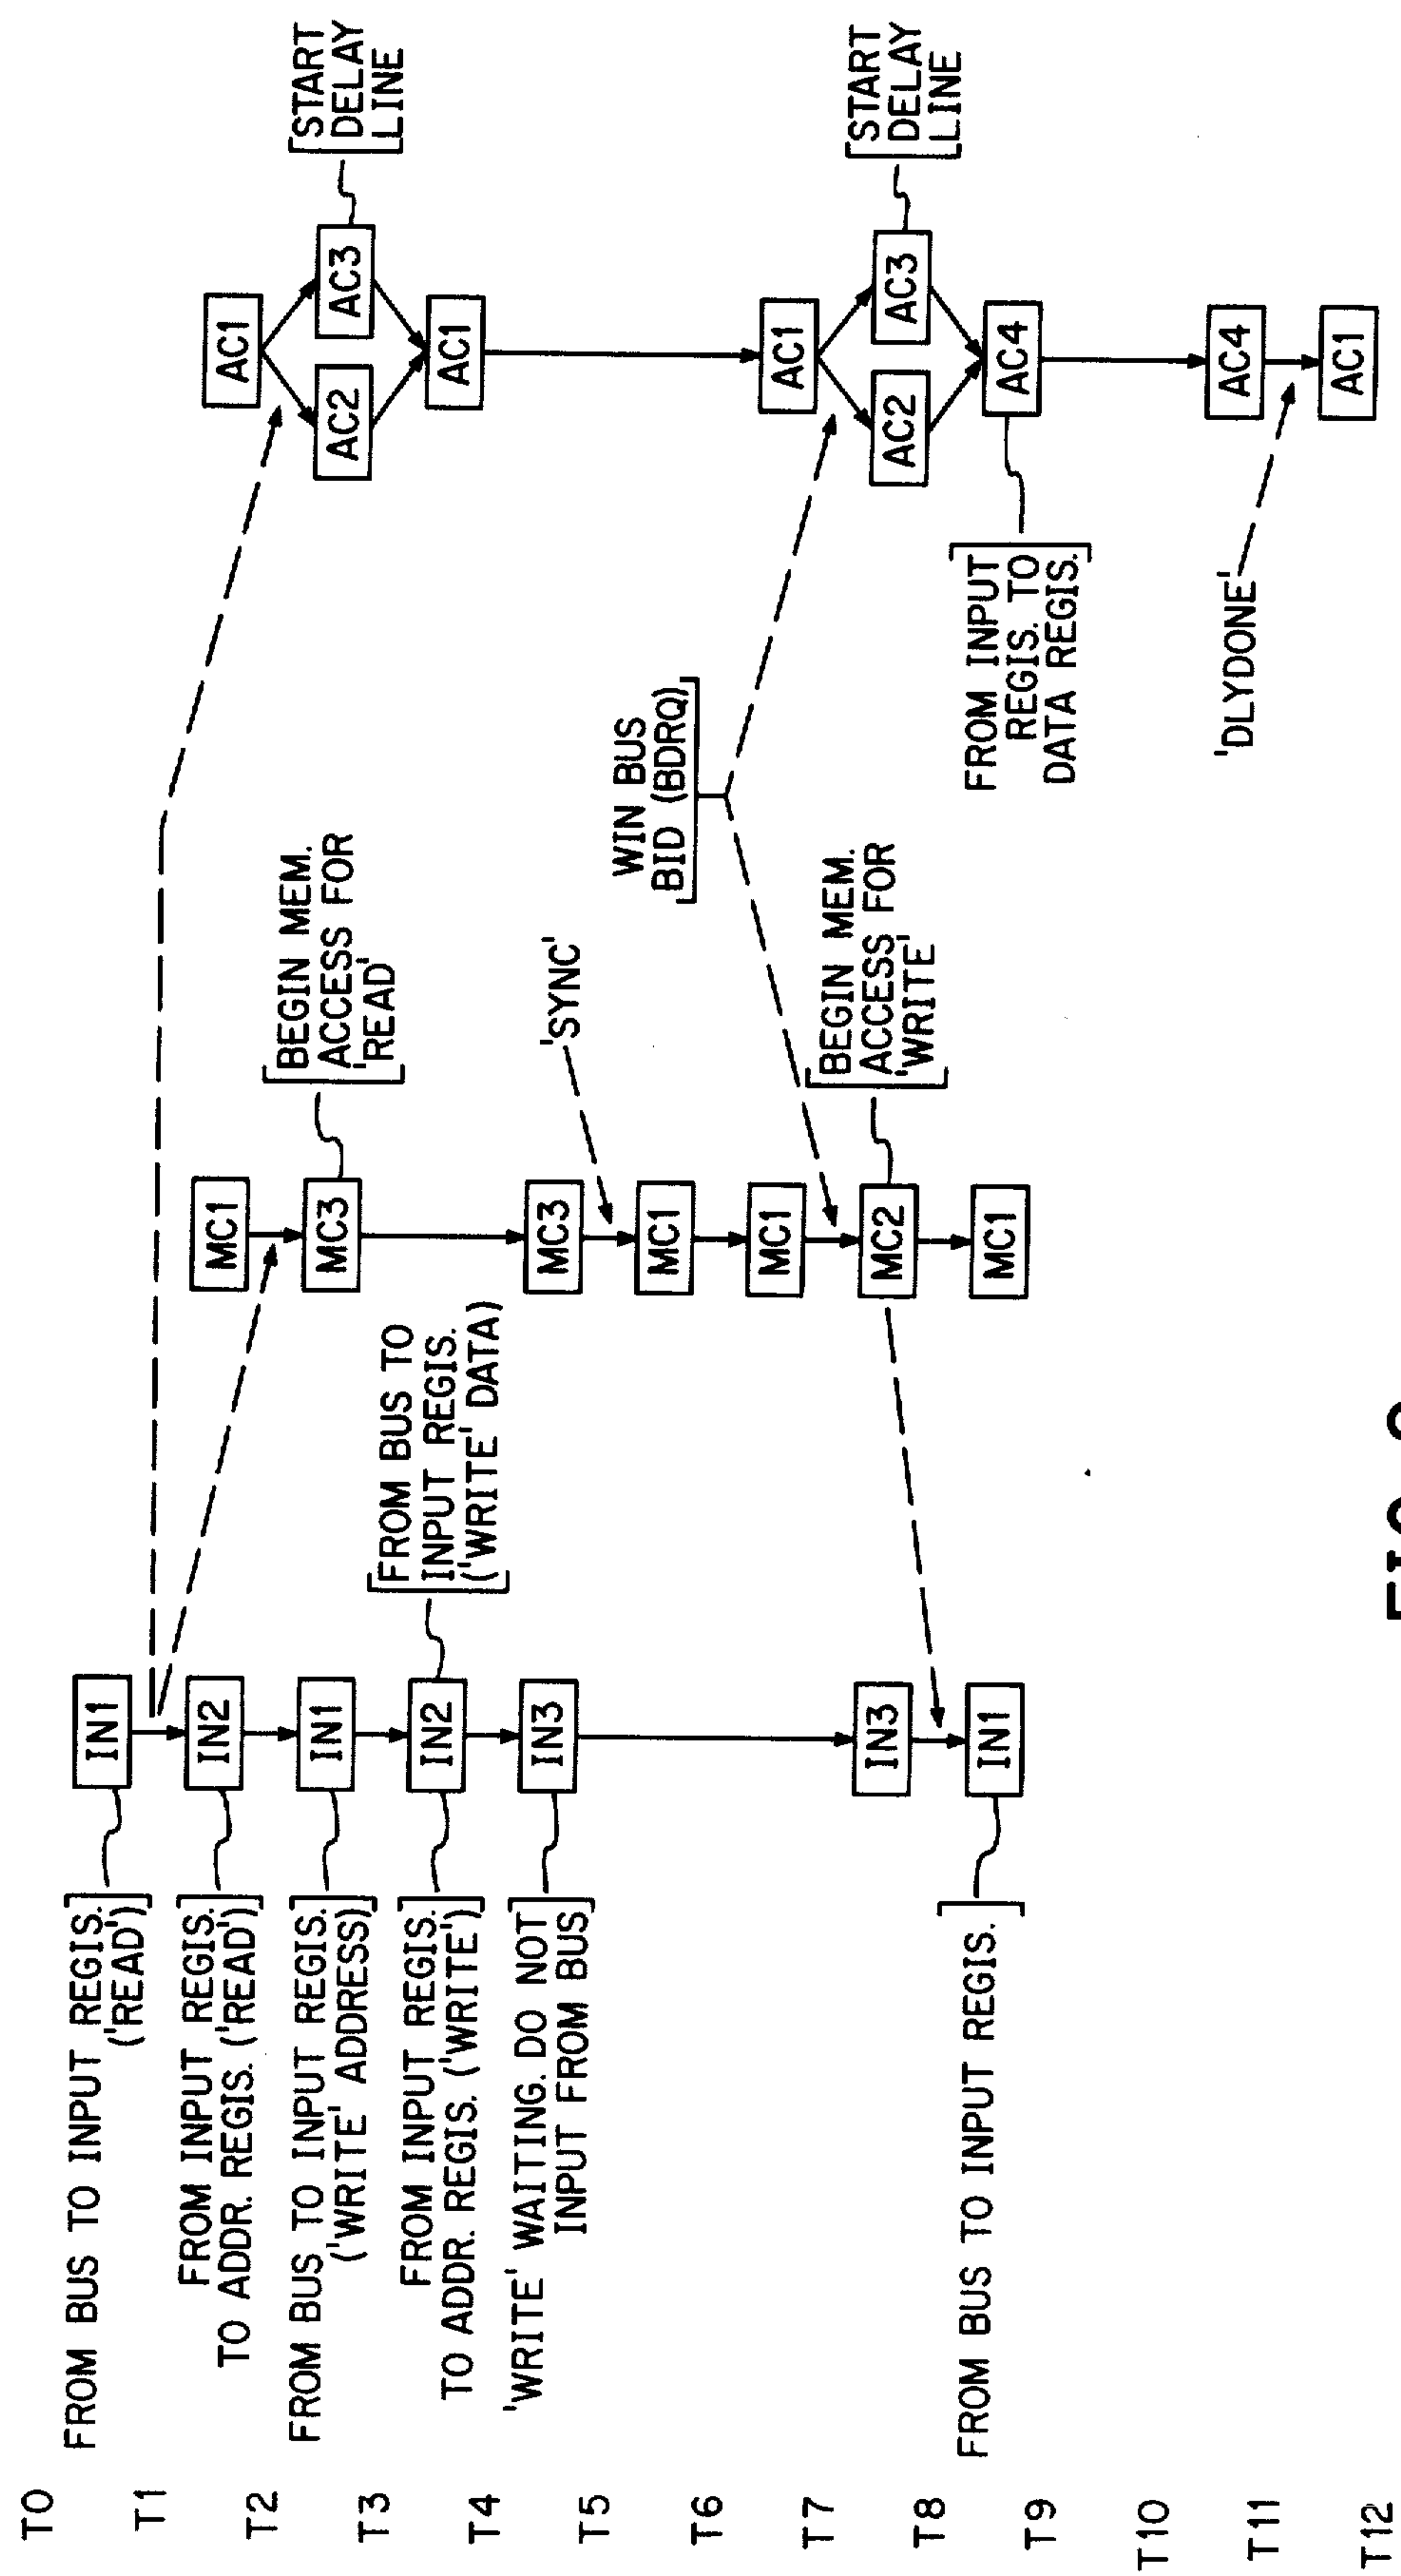 T0
T1
T2
T3
T4
T5
T6
T7
T8
T9
T10
T11
T12
FROM BUS TO INPUT REGIS.
('READ')
FROM INPUT REGIS.
TO ADDR. REGIS. ('READ')
FROM BUS TO INPUT REGIS.
('WRITE' ADDRESS)
FROM INPUT REGIS.
TO ADDR. REGIS. ('WRITE')
'WRITE' WAITING. DO NOT
INPUT FROM BUS
FROM BUS TO INPUT REGIS.
IN1
IN2
IN1
IN2
IN3
IN3
IN1
FROM BUS TO
INPUT REGIS.
('WRITE' DATA)
MC1
MC3
MC3
MC1
MC1
MC2
MC1
BEGIN MEM.
ACCESS FOR
'READ'
'SYNC'
BEGIN MEM.
ACCESS FOR
'WRITE'
WIN BUS
BID (BDRQ)
FROM INPUT
REGIS. TO
DATA REGIS.
'DLYDONE'
AC1
AC2
AC3
AC1
AC1
AC2
AC3
AC4
AC4
AC1
START
DELAY
LINE
START
DELAY
LINE